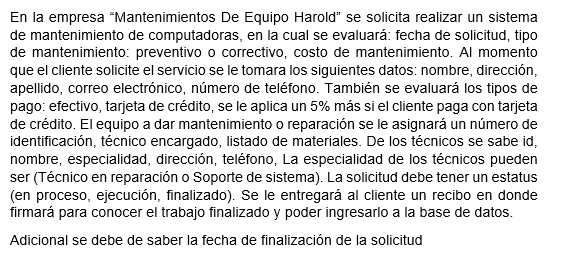 En la empresa “Mantenimientos De Equipo Harold” se solicita realizar un sistema
de mantenimiento de computadoras, en la cual se evaluará: fecha de solicitud, tipo
de mantenimiento: preventivo o correctivo, costo de mantenimiento. Al momento
que el cliente solicite el servicio se le tomara los siguientes datos: nombre, dirección,
apellido, correo electrónico, número de teléfono. También se evaluará los tipos de
pago: efectivo, tarjeta de crédito, se le aplica un 5% más si el cliente paga con tarjeta
de crédito. El equipo a dar mantenimiento o reparación se le asignará un número de
identificación, técnico encargado, listado de materiales. De los técnicos se sabe id,
nombre, especialidad, dirección, teléfono, La especialidad de los técnicos pueden
ser (Técnico en reparación o Soporte de sistema). La solicitud debe tener un estatus
(en proceso, ejecución, finalizado). Se le entregará al cliente un recibo en donde
firmará para conocer el trabajo finalizado y poder ingresarlo a la base de datos.
Adicional se debe de saber la fecha de finalización de la solicitud